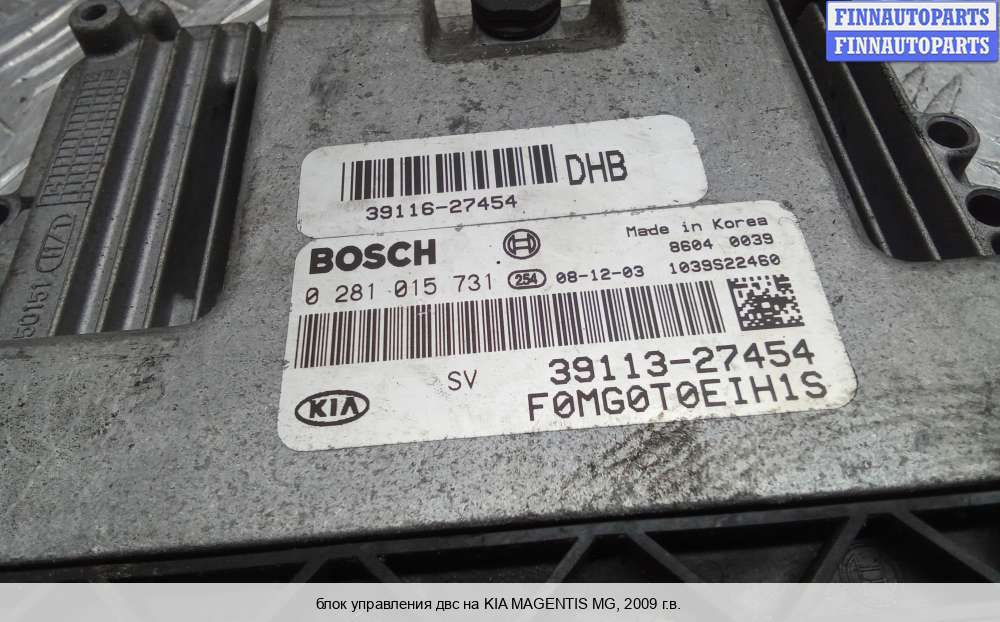 FINNAUTOPARTS
FINNAUTOPARTS
DHB
39116-27454
BOSCH
Made in Korea
8604 0039
0 281 015 731 254 08-12-03 1039S22460
39113-27454
SV
KIA
F0MG0T0EIH1S
блок управления двс на KIA MAGENTIS MG, 2009 г.в.